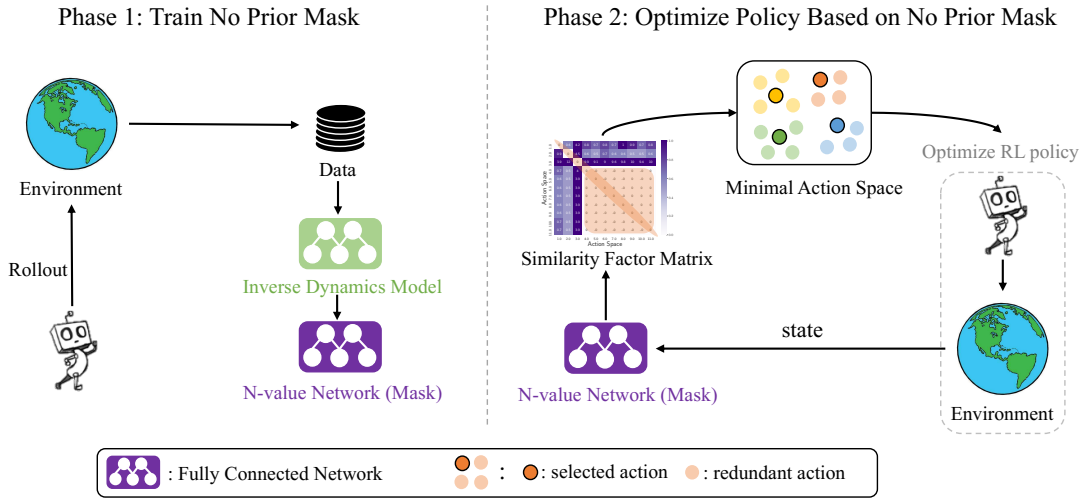 Phase 1: Train No Prior Mask
Environment
Rollout
Data
Inverse Dynamics Model
N-value Network (Mask)
Phase 2: Optimize Policy Based on No Prior Mask
Action Space
Action Space
Similarity Factor Matrix
Minimal Action Space
Optimize RL policy
state
N-value Network (Mask)
Environment
: Fully Connected Network
: : selected action : redundant action